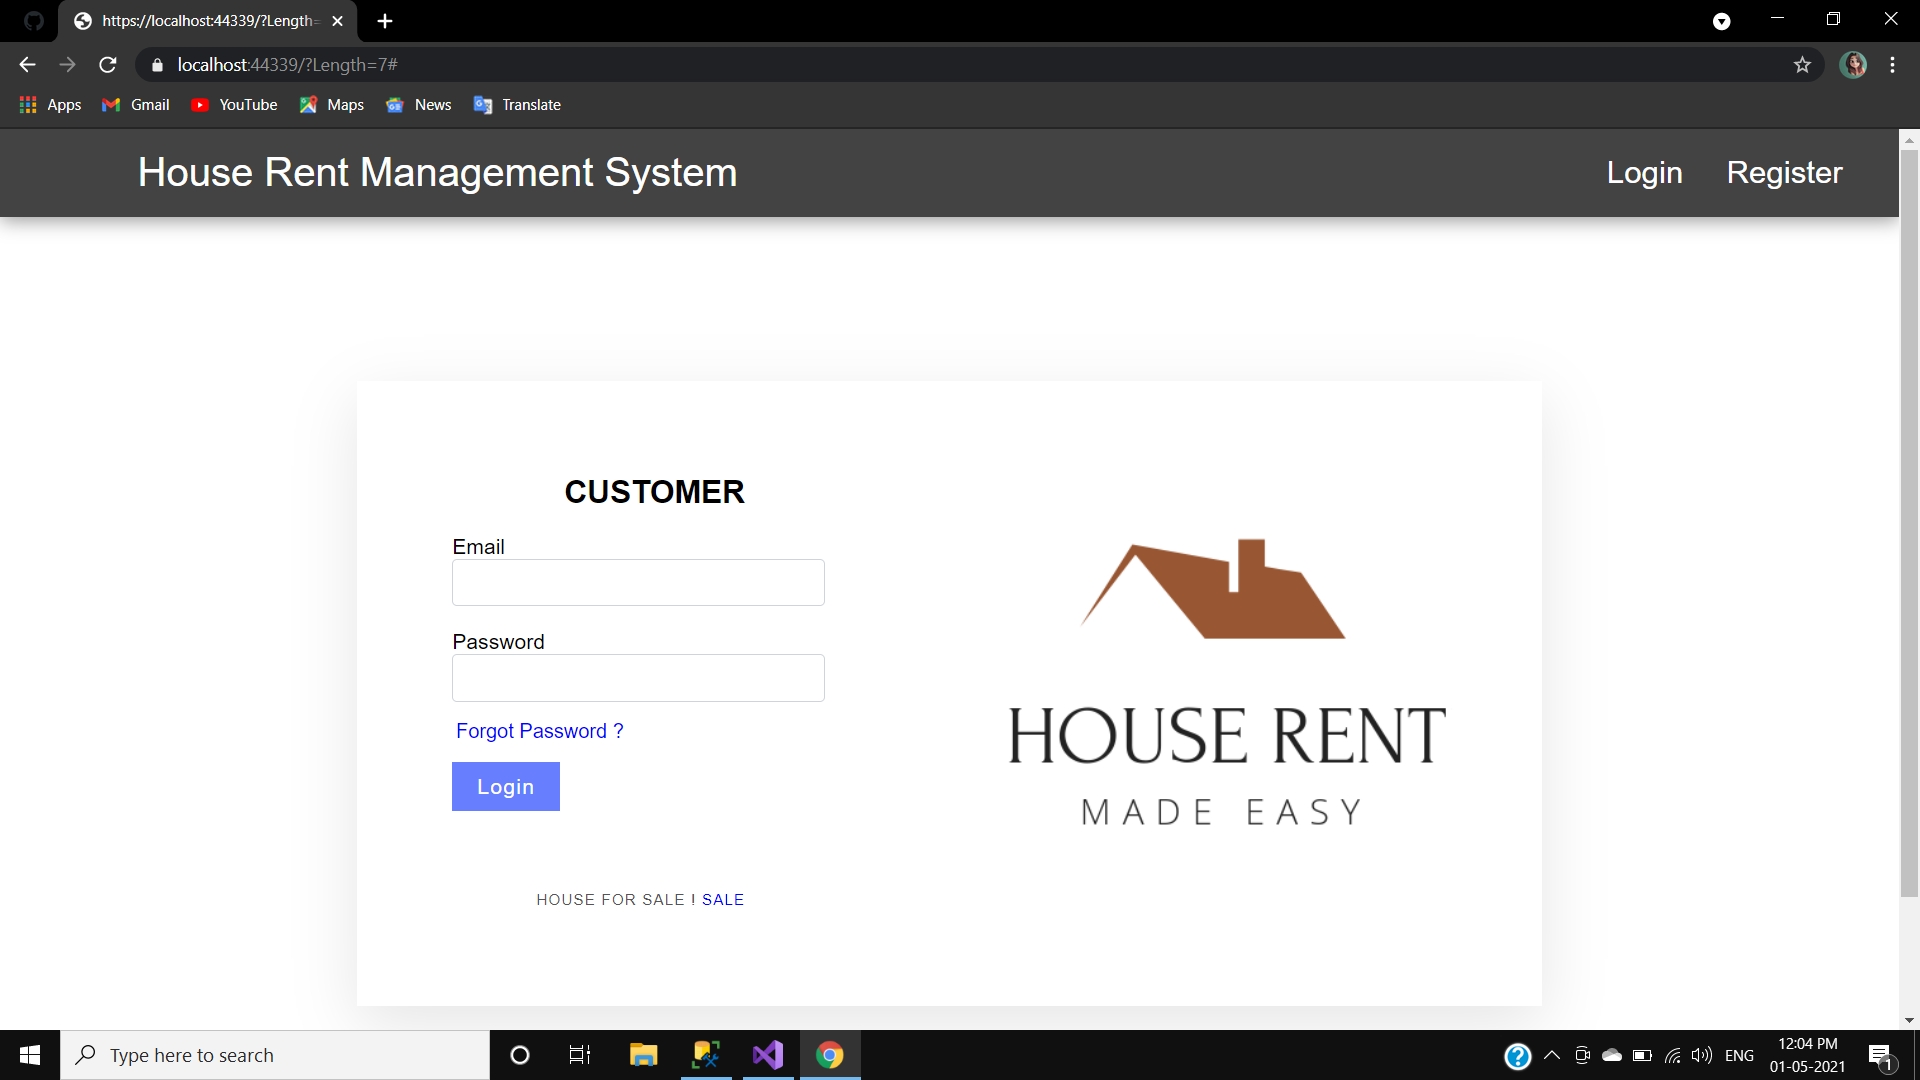 https://localhost:44339/?Length=
localhost:44339/?Length=7#
Apps Gmail YouTube Maps News Translate
House Rent Management System Login Register
CUSTOMER
Email
Password
Forgot Password ?
Login
HOUSE FOR SALE ! SALE
HOUSE RENT
MADE EASY
Type here to search
ENG
12:04 PM
01-05-2021
1